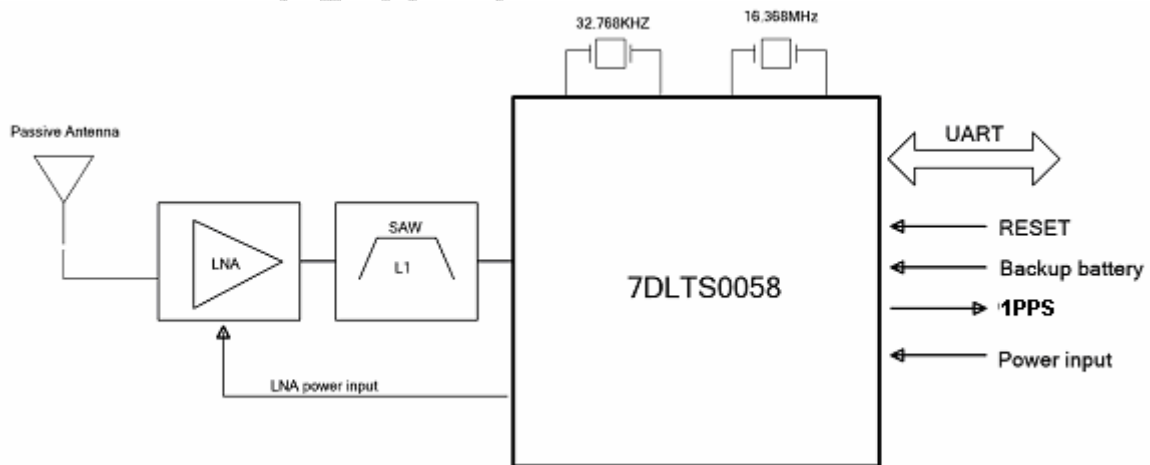 32.768KHZ
16.368MHz
Passive Antenna
UART
SAW
RESET
LNA
L1
Backup battery
7DLTS0058
1PPS
Power input
LNA power input